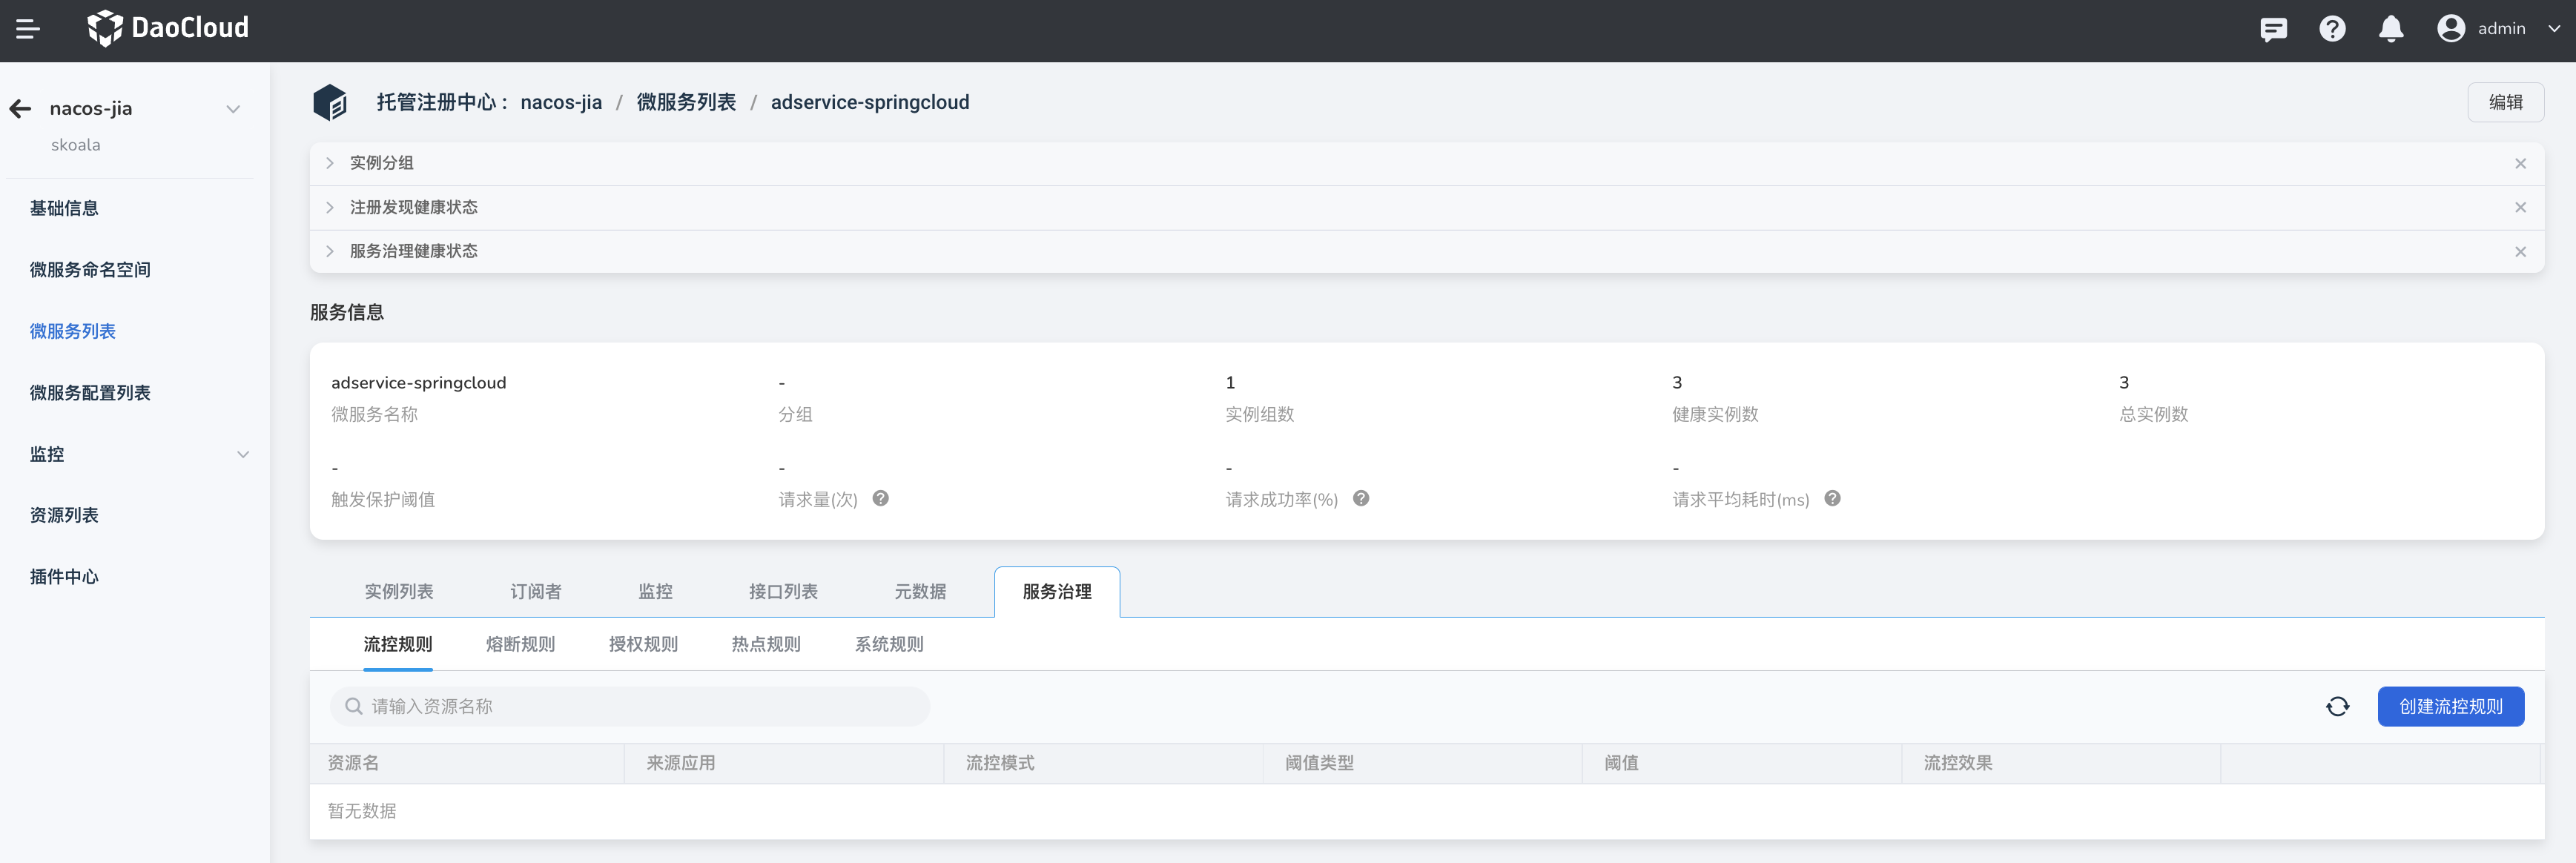 DaoCloud
admin
nacos-jia
skoala
基础信息
微服务命名空间
微服务列表
微服务配置列表
监控
资源列表
插件中心
托管注册中心： nacos-jia / 微服务列表 / adservice-springcloud
编辑
实例分组
注册发现健康状态
服务治理健康状态
服务信息
adservice-springcloud - 1 3 3
微服务名称 分组 实例组数 健康实例数 总实例数
- - - -
触发保护阈值 请求量(次) 请求成功率(%) 请求平均耗时(ms)
实例列表 订阅者 监控 接口列表 元数据 服务治理
流控规则 熔断规则 授权规则 热点规则 系统规则
请输入资源名称
创建流控规则
资源名 来源应用 流控模式 阈值类型 阈值 流控效果
暂无数据